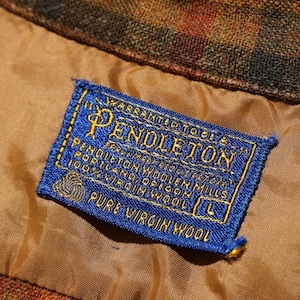 WARRANTED TO BE A
"PENDLETON"
PENDLETON WOOLEN MILLS
PORTLAND, OREGON
100% VIRGIN WOOL
L
PURE VIRGIN WOOL